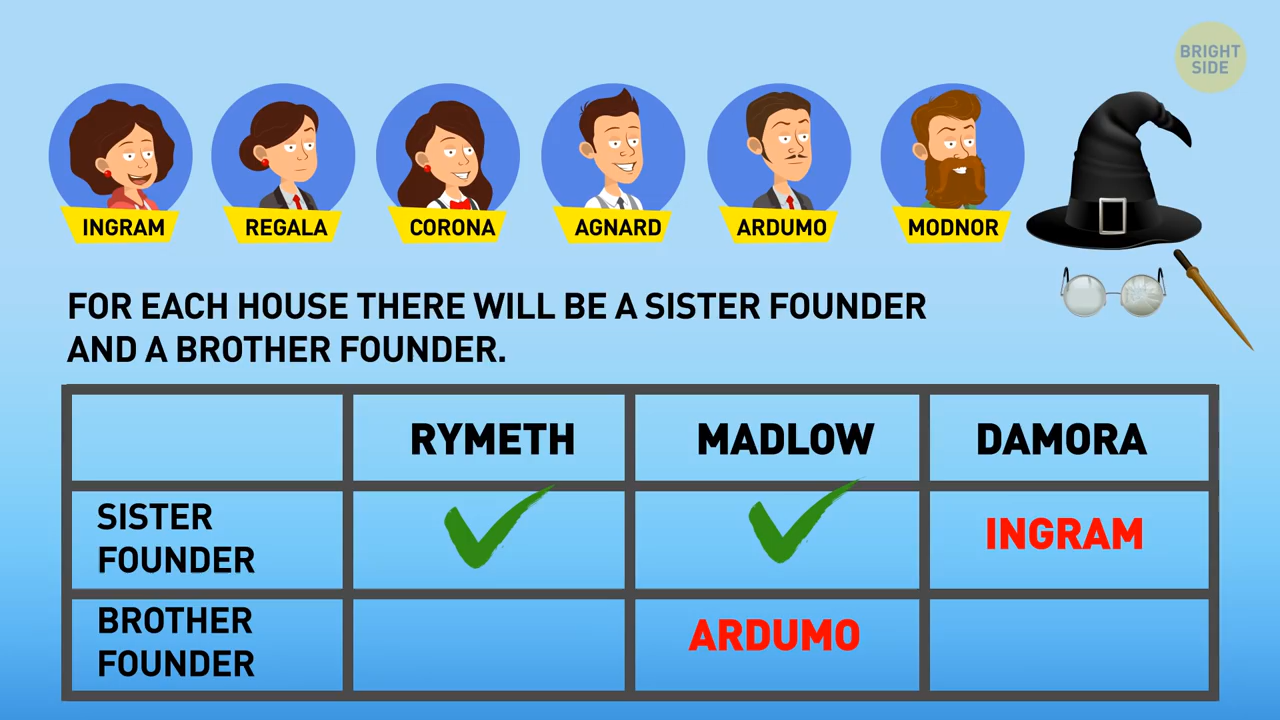 BRIGHT
SIDE
INGRAM
REGALA
CORONA
AGNARD
ARDUMO
MODNOR
FOR EACH HOUSE THERE WILL BE A SISTER FOUNDER
AND A BROTHER FOUNDER.
RYMETH
MADLOW
DAMORA
SISTER
FOUNDER
INGRAM
BROTHER
FOUNDER
ARDUMO